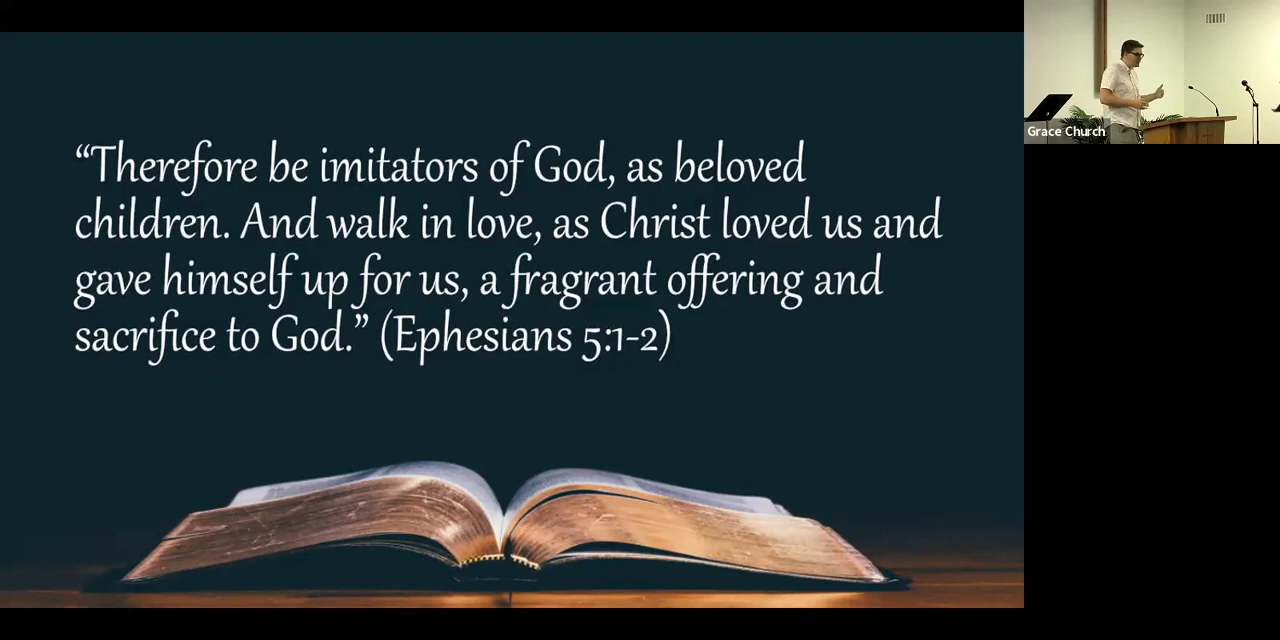 “Therefore be imitators of God, as beloved
children. And walk in love, as Christ loved us and
gave himself up for us, a fragrant offering and
sacrifice to God.” (Ephesians 5:1-2)
Grace Church